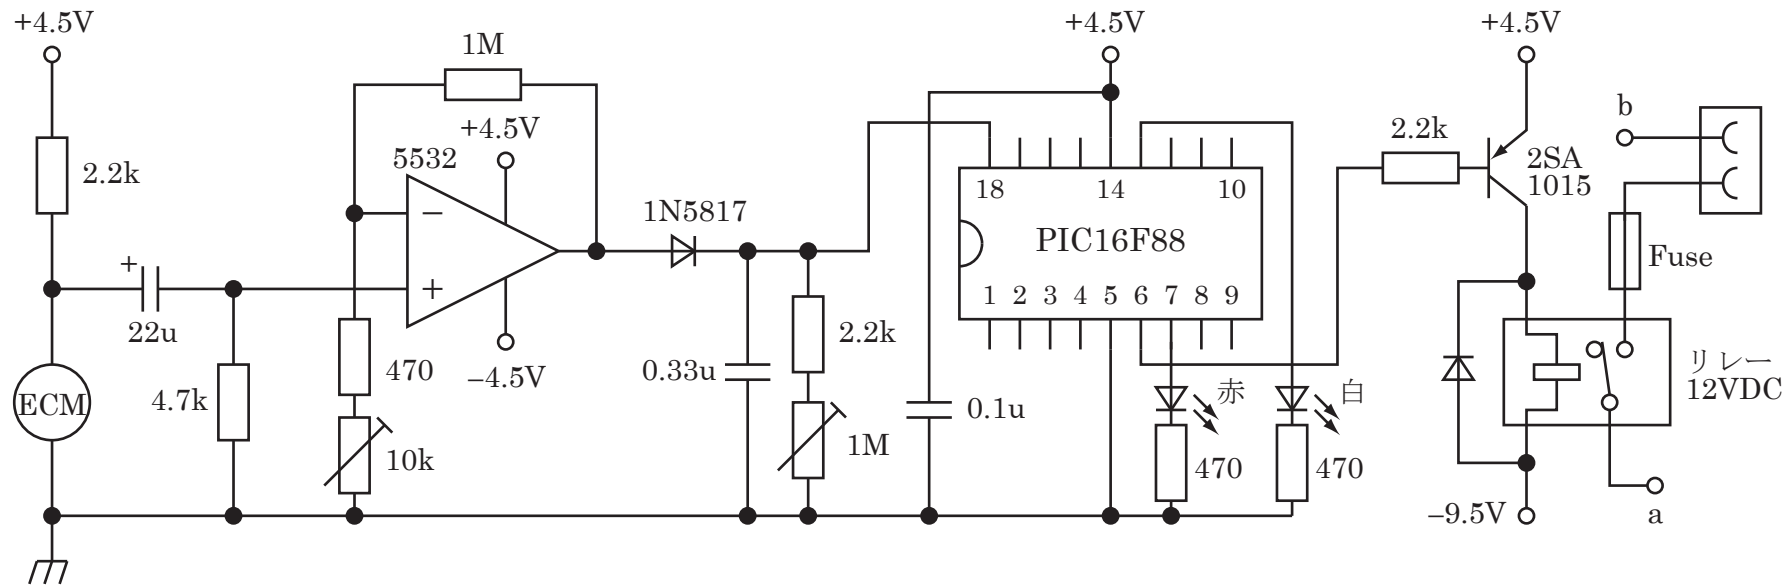 +4.5V
2.2k
+
22u
ECM
4.7k
1M
+4.5V
5532
−
+
–4.5V
470
10k
1N5817
0.33u
2.2k
1M
+4.5V
0.1u
18
14
10
PIC16F88
1 2 3 4 5 6 7 8 9
赤
白
470
470
2.2k
+4.5V
2SA
1015
b
Fuse
リレー
12VDC
–9.5V
a